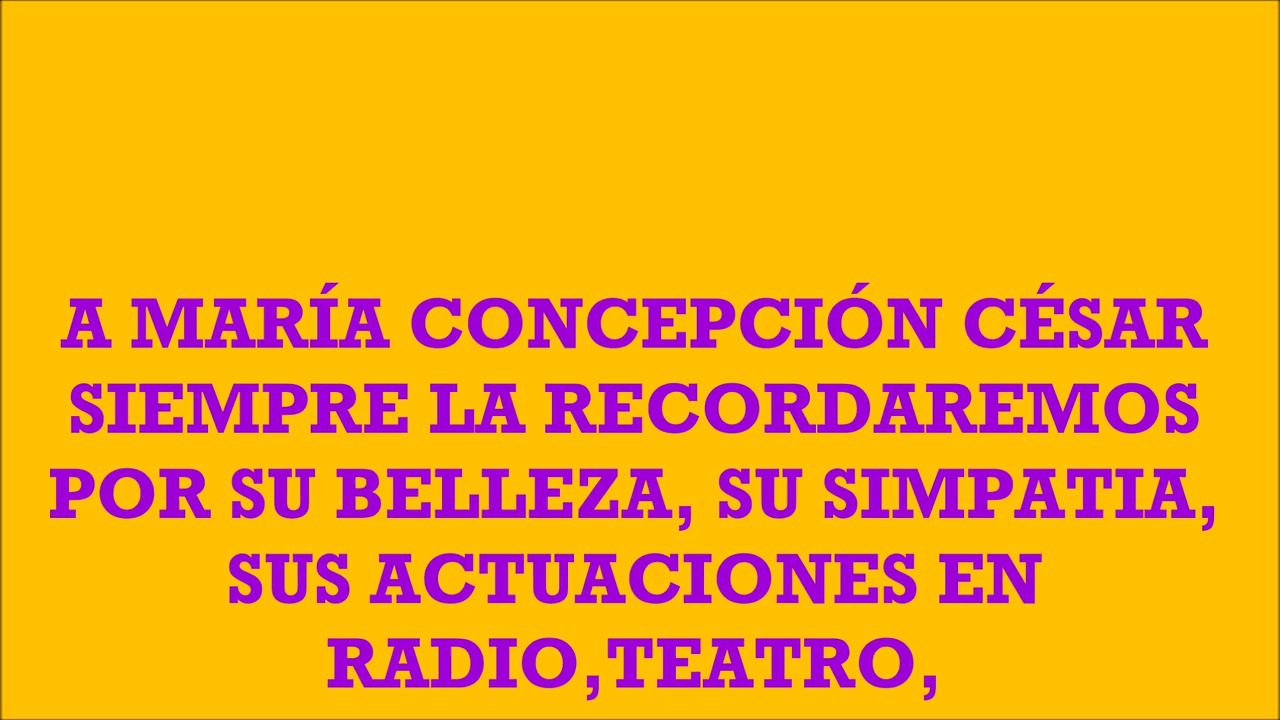 A MARÍA CONCEPCIÓN CÉSAR
SIEMPRE LA RECORDAREMOS
POR SU BELLEZA, SU SIMPATIA,
SUS ACTUACIONES EN
RADIO,TEATRO,